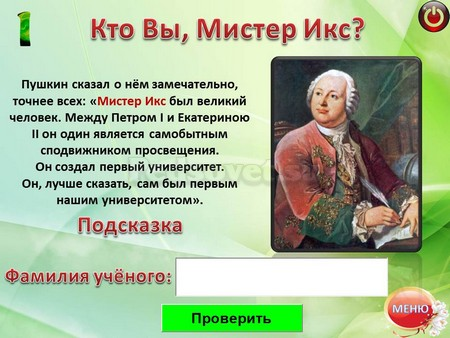 1
Кто Вы, Мистер Икс?
Пушкин сказал о нём замечательно,
точнее всех: «Мистер Икс был великий
человек. Между Петром I и Екатериною
II он один является самобытным
сподвижником просвещения.
Он создал первый университет.
Он, лучше сказать, сам был первым
нашим университетом».
Подсказка
Фамилия учёного:
МЕНЮ
Проверить